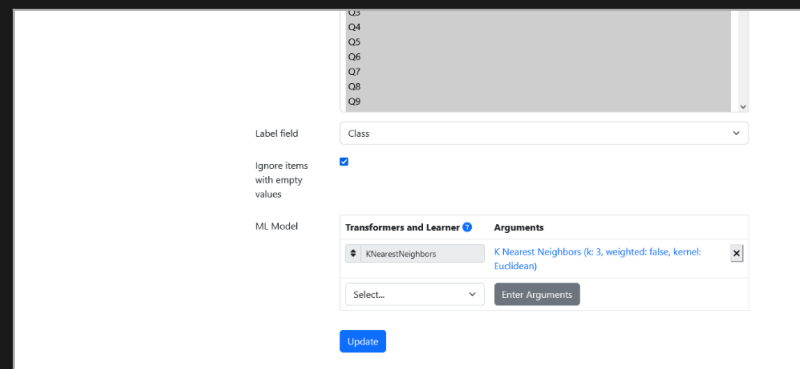 Q3
Q4
Q5
Q6
Q7
Q8
Q9
Label field
Class
Ignore items
with empty
values
ML Model
Transformers and Learner ?
Arguments
KNearestNeighbors
K Nearest Neighbors (k: 3, weighted: false, kernel:
Euclidean)
Select...
Enter Arguments
Update